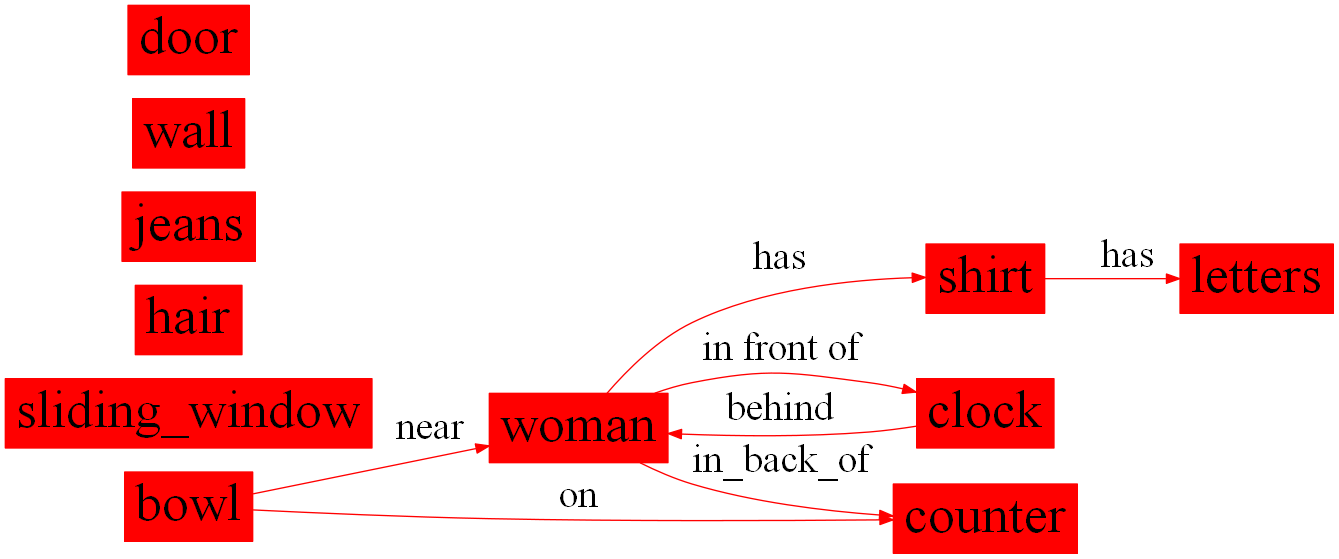 door
wall
jeans
hair
sliding_window
bowl
near
on
woman
has
in front of
behind
in_back_of
shirt
has
letters
clock
counter